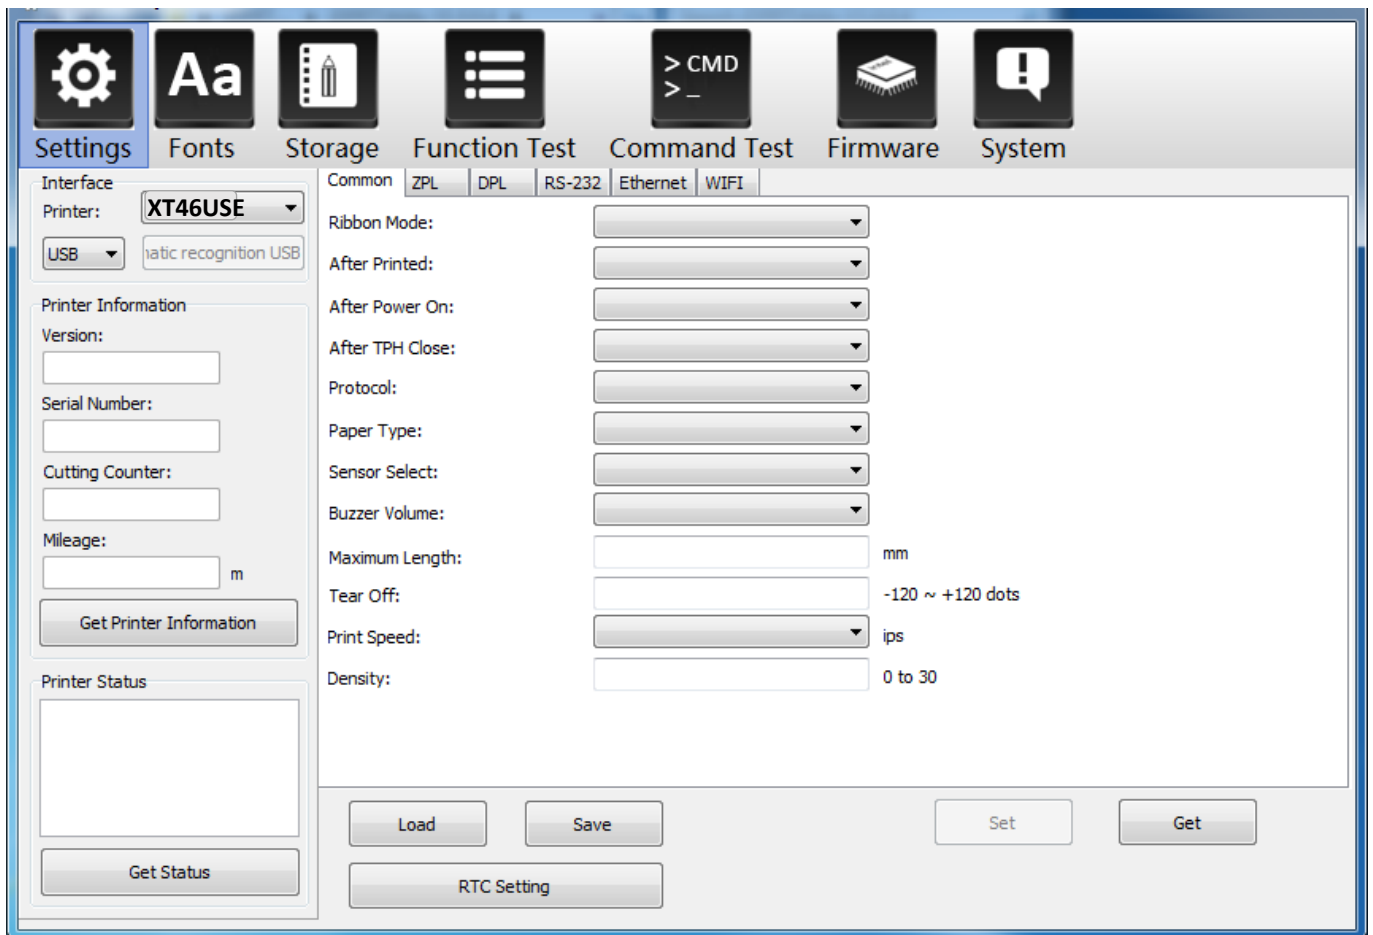 Aa
> CMD
> _
Settings Fonts Storage Function Test Command Test Firmware System
Interface
Printer: XT46USE
USB natic recognition USB
Printer Information
Version:
Serial Number:
Cutting Counter:
Mileage:
m
Get Printer Information
Printer Status
Get Status
Common ZPL DPL RS-232 Ethernet WIFI
Ribbon Mode:
After Printed:
After Power On:
After TPH Close:
Protocol:
Paper Type:
Sensor Select:
Buzzer Volume:
Maximum Length: mm
Tear Off: -120 ~ +120 dots
Print Speed: ips
Density: 0 to 30
Load Save Set Get
RTC Setting